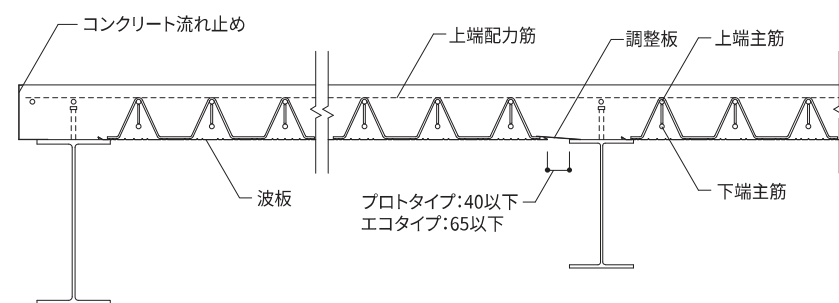 コンクリート流れ止め
上端配力筋
調整板
上端主筋
波板
プロトタイプ：40以下
エコタイプ：65以下
下端主筋